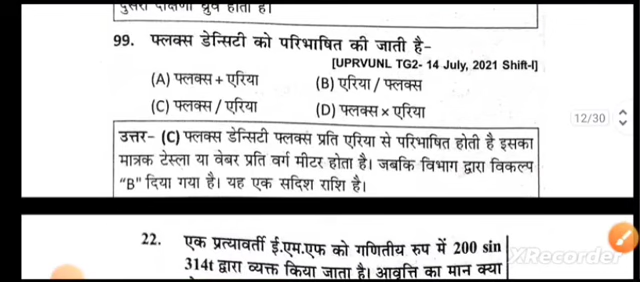 दुसरा दक्षिणी ध्रुव होता है।
99. फ्लक्स डेन्सिटी को परिभाषित की जाती है-
[UPRVUNL TG2- 14 July, 2021 Shift-I]
(A) फ्लक्स + एरिया (B) एरिया / फ्लक्स
(C) फ्लक्स / एरिया (D) फ्लक्स × एरिया
12/30
उत्तर- (C) फ्लक्स डेन्सिटी फ्लक्स प्रति एरिया से परिभाषित होती है इसका
मात्रक टेस्ला या वेबर प्रति वर्ग मीटर होता है। जबकि विभाग द्वारा विकल्प
“B” दिया गया है। यह एक सदिश राशि है।
22. एक प्रत्यावर्ती ई.एम.एफ को गणितीय रुप में 200 sin
XRecorder
314t द्वारा व्यक्त किया जाता है। आवृत्ति का मान क्या